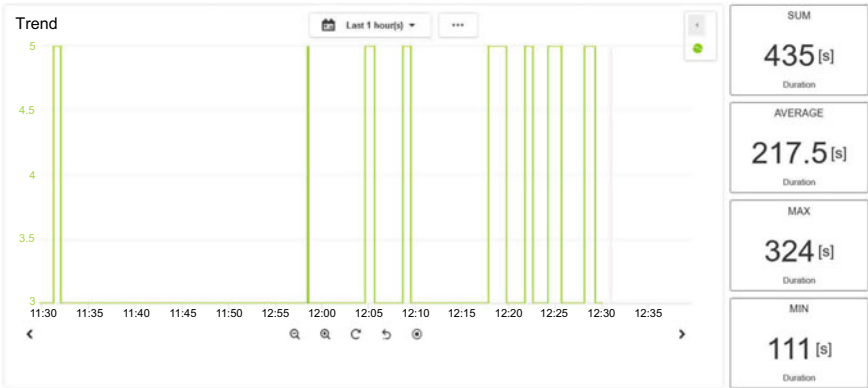 Trend
Last 1 hour(s)
5
4.5
4
3.5
3
11:30 11:35 11:40 11:45 11:50 11:55 12:00 12:05 12:10 12:15 12:20 12:25 12:30 12:35
SUM
435 [s]
Duration
AVERAGE
217.5 [s]
Duration
MAX
324 [s]
Duration
MIN
111 [s]
Duration